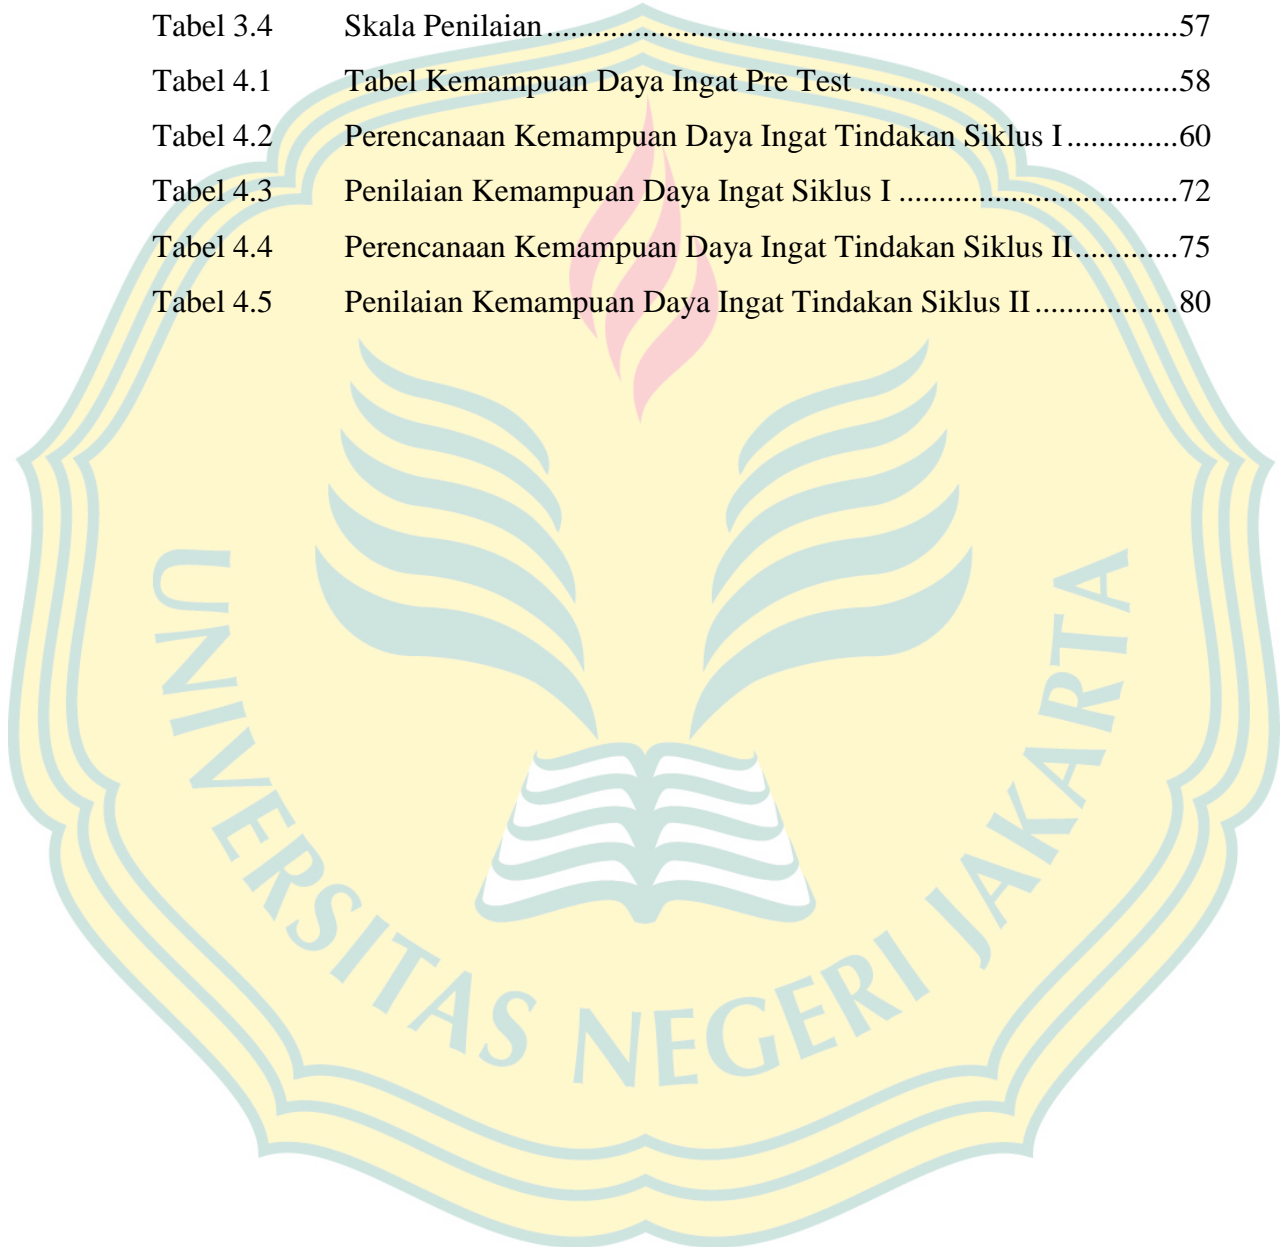 Tabel 3.4 Skala Penilaian ..............................................................................57
Tabel 4.1 Tabel Kemampuan Daya Ingat Pre Test .......................................58
Tabel 4.2 Perencanaan Kemampuan Daya Ingat Tindakan Siklus I ..............60
Tabel 4.3 Penilaian Kemampuan Daya Ingat Siklus I ..................................72
Tabel 4.4 Perencanaan Kemampuan Daya Ingat Tindakan Siklus II.............75
Tabel 4.5 Penilaian Kemampuan Daya Ingat Tindakan Siklus II ..................80
UNIVERSITAS NEGERI JAKARTA